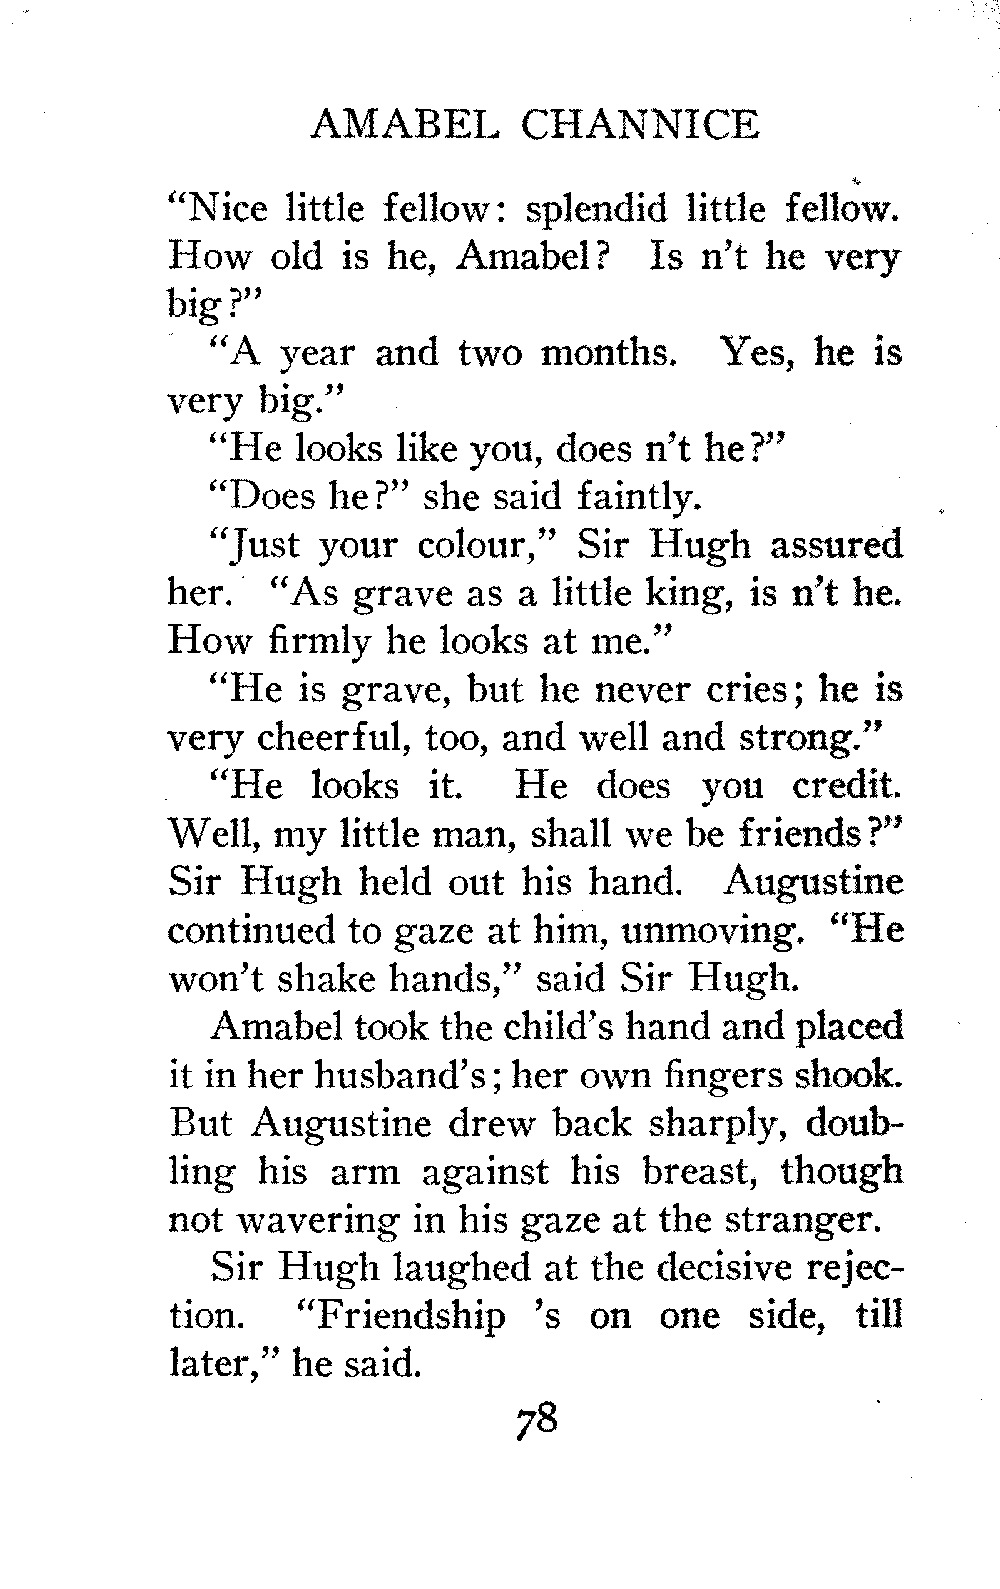 AMABEL CHANNICE
“Nice little fellow: splendid little fellow.
How old is he, Amabel? Is n’t he very
big?”
“A year and two months. Yes, he is
very big.”
“He looks like you, does n’t he?”
“Does he?” she said faintly.
“Just your colour,” Sir Hugh assured
her. “As grave as a little king, is n’t he.
How firmly he looks at me.”
“He is grave, but he never cries; he is
very cheerful, too, and well and strong.”
“He looks it. He does you credit.
Well, my little man, shall we be friends?”
Sir Hugh held out his hand. Augustine
continued to gaze at him, unmoving. “He
won’t shake hands,” said Sir Hugh.
Amabel took the child’s hand and placed
it in her husband’s; her own fingers shook.
But Augustine drew back sharply, doub-
ling his arm against his breast, though
not wavering in his gaze at the stranger.
Sir Hugh laughed at the decisive rejec-
tion. “Friendship ’s on one side, till
later,” he said.
78